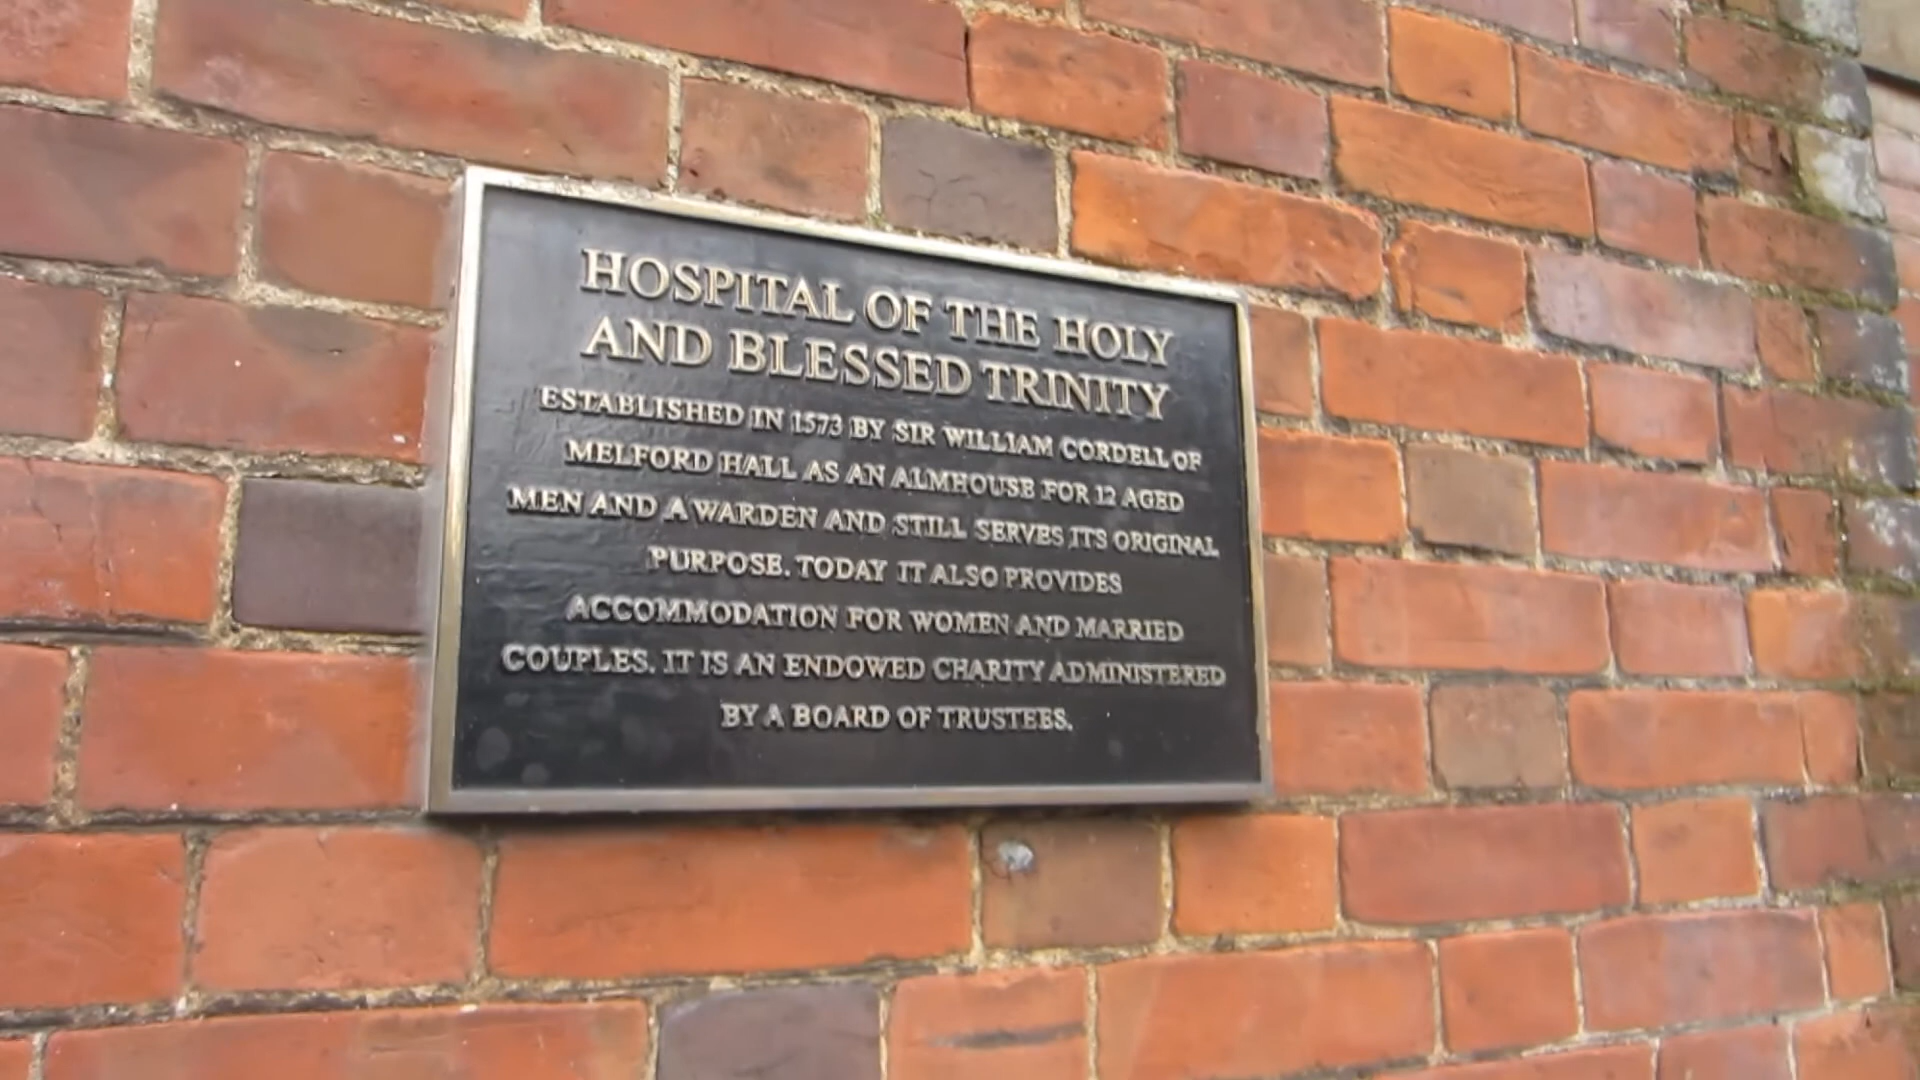 HOSPITAL OF THE HOLY
AND BLESSED TRINITY
ESTABLISHED IN 1573 BY SIR WILLIAM CORDELL OF
MELFORD HALL AS AN ALMHOUSE FOR 12 AGED
MEN AND A WARDEN AND STILL SERVES ITS ORIGINAL
PURPOSE. TODAY IT ALSO PROVIDES
ACCOMMODATION FOR WOMEN AND MARRIED
COUPLES. IT IS AN ENDOWED CHARITY ADMINISTERED
BY A BOARD OF TRUSTEES.